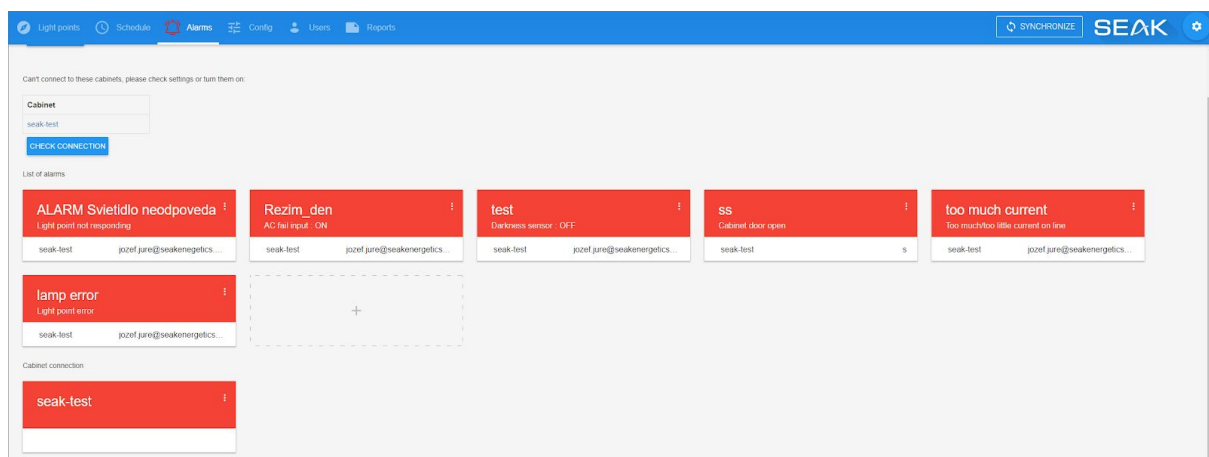 Light points Schedule Alarms Config Users Reports SYNCHRONIZE SEAK
Can't connect to these cabinets, please check settings or turn them on:
Cabinet
seak-test
CHECK CONNECTION
List of alarms
ALARM Svietidlo neodpoveda
Light point not responding
seak-test jozef.jure@seakenegetics....
Rezim_den
AC fail input : ON
seak-test jozef.jure@seakenergetics...
test
Darkness sensor : OFF
seak-test jozef.jure@seakenergetics...
ss
Cabinet door open
seak-test s
too much current
Too much/too little current on line
seak-test jozef.jure@seakenergetics...
lamp error
Light point error
seak-test jozef.jure@seakenergetics...
+
Cabinet connection
seak-test